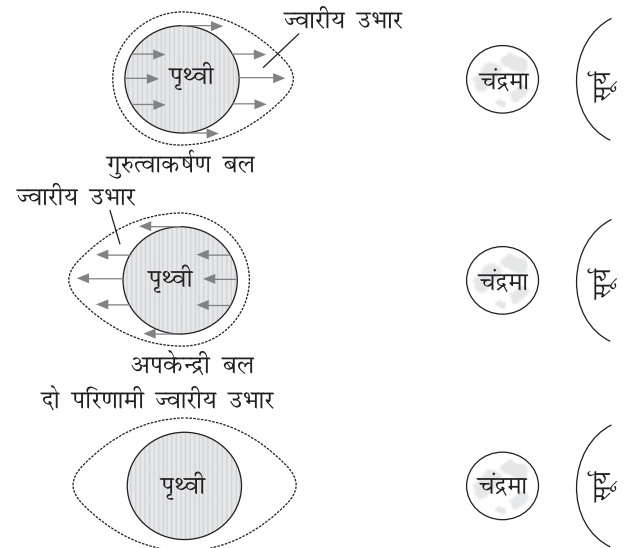 ज्वारीय उभार
पृथ्वी
चंद्रमा
सूर्य
गुरुत्वाकर्षण बल
ज्वारीय उभार
पृथ्वी
चंद्रमा
सूर्य
अपकेन्द्री बल
दो परिणामी ज्वारीय उभार
पृथ्वी
चंद्रमा
सूर्य